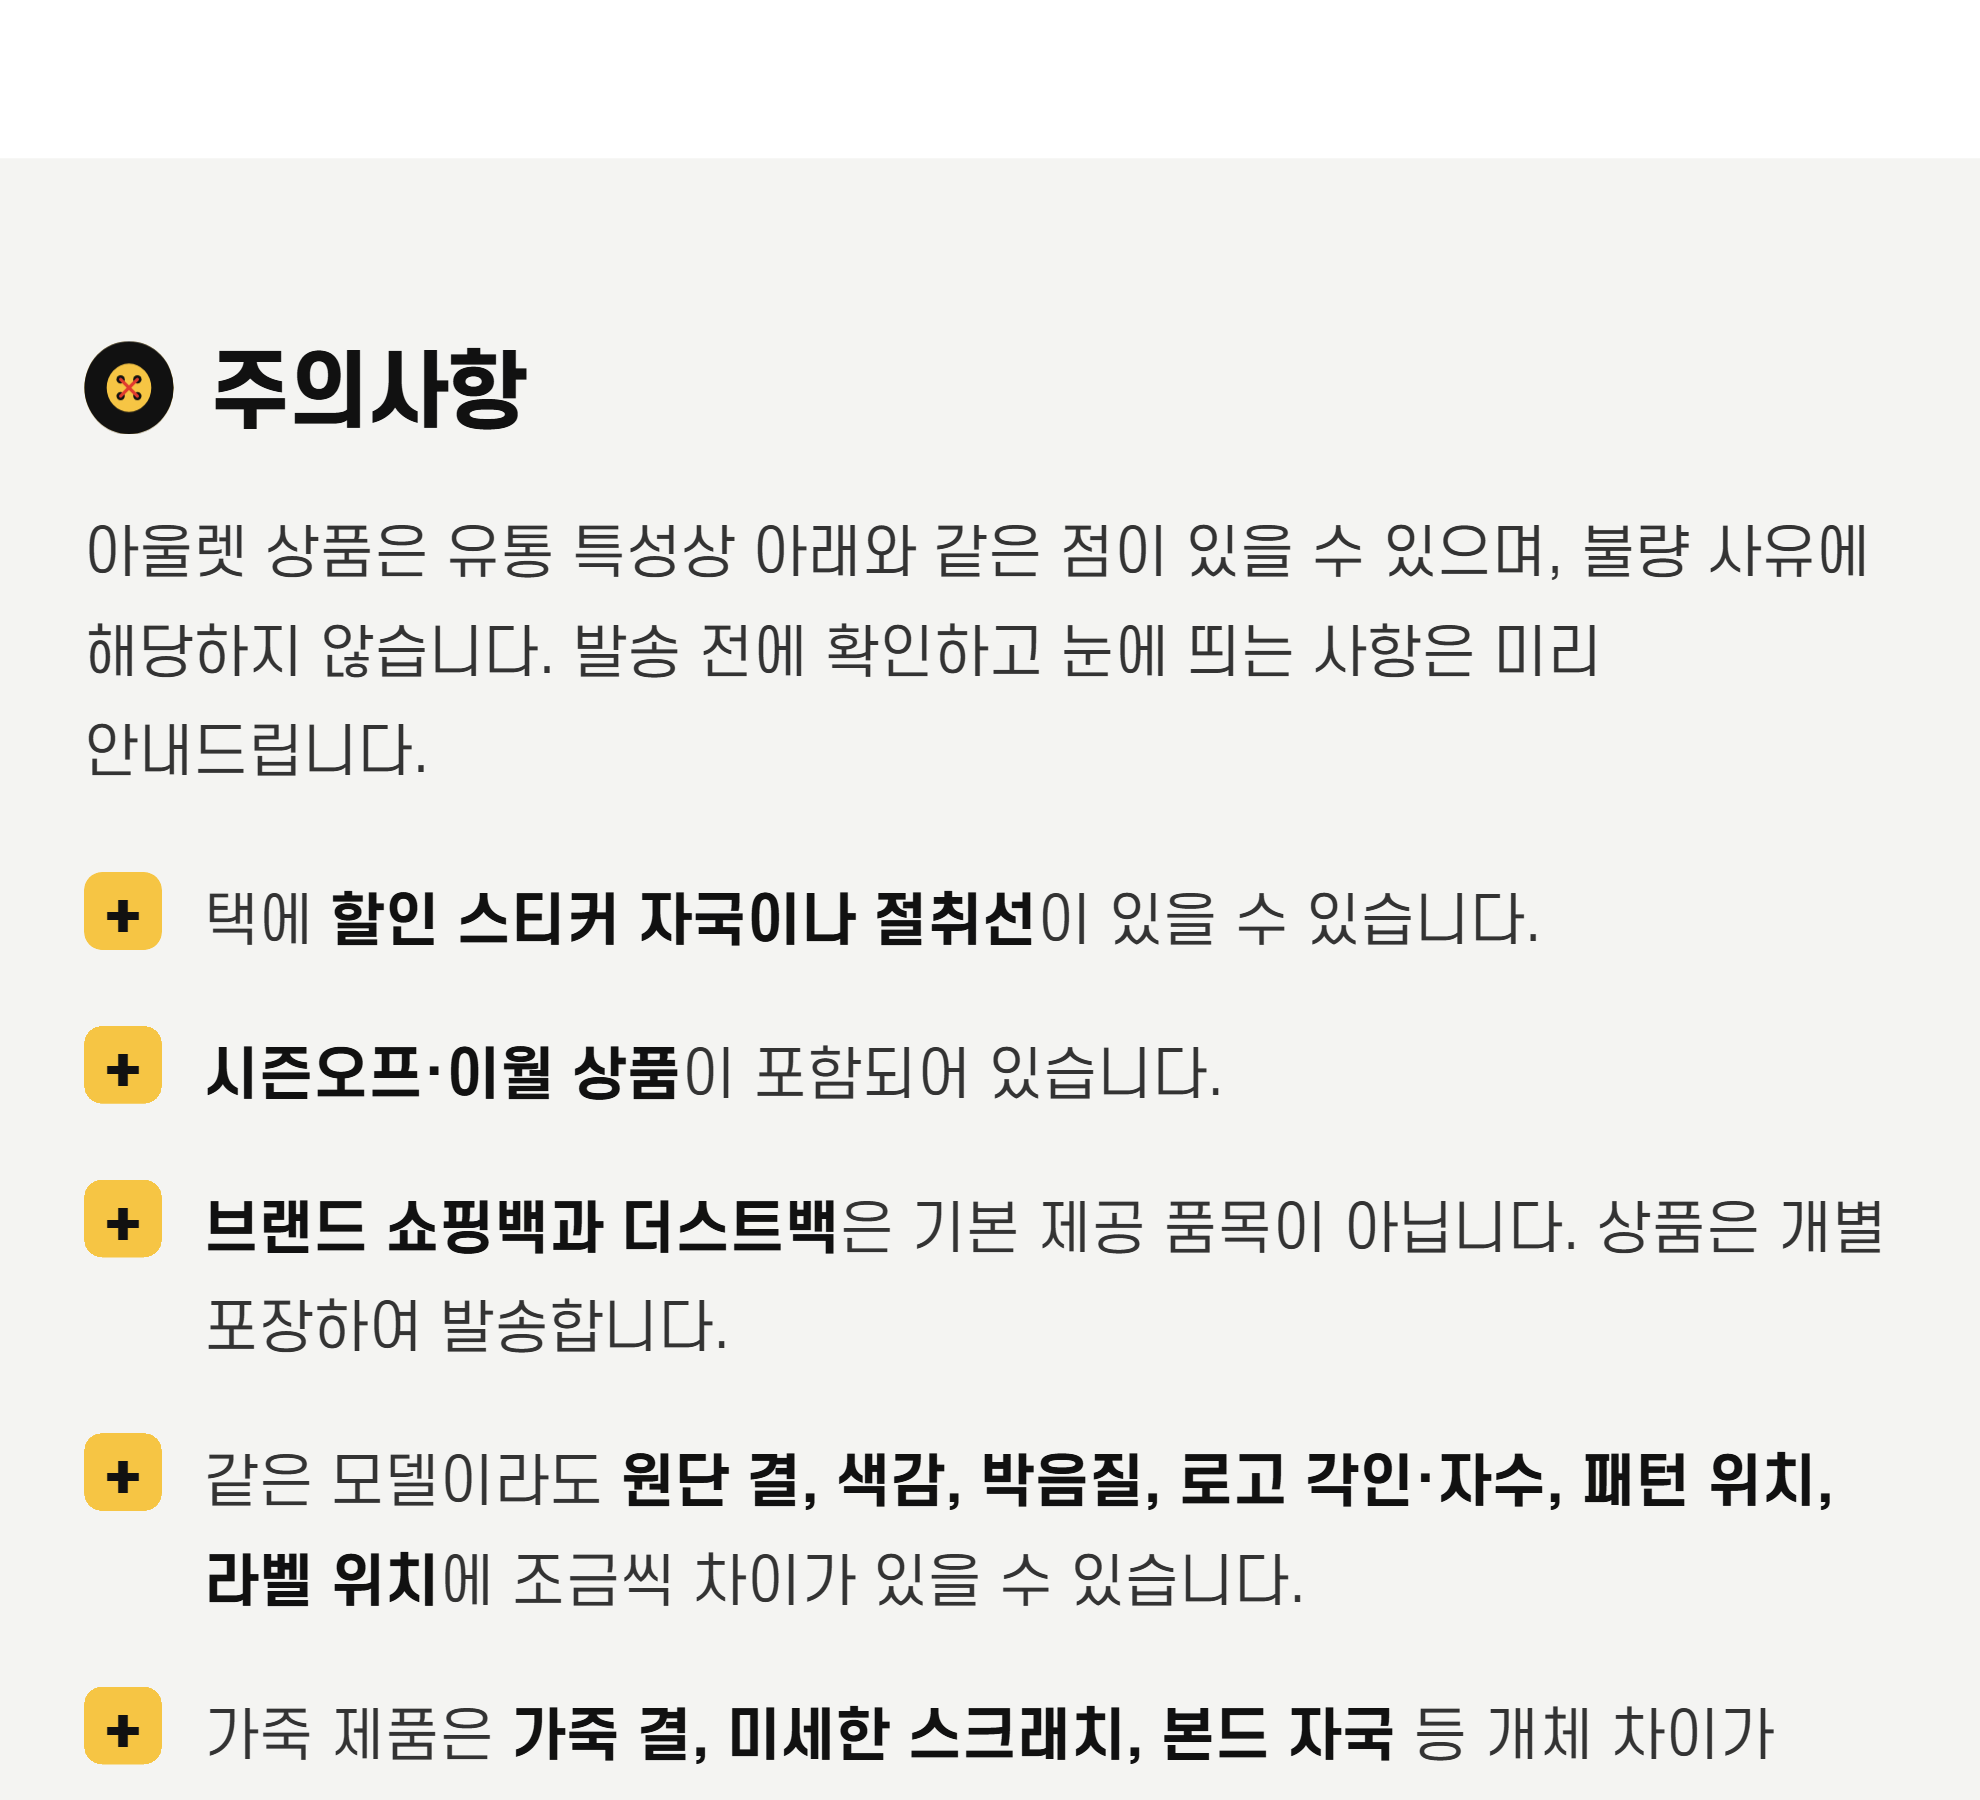 주의사항
아울렛 상품은 유통 특성상 아래와 같은 점이 있을 수 있으며, 불량 사유에
해당하지 않습니다. 발송 전에 확인하고 눈에 띄는 사항은 미리
안내드립니다.
택에 할인 스티커 자국이나 절취선이 있을 수 있습니다.
시즌오프·이월 상품이 포함되어 있습니다.
브랜드 쇼핑백과 더스트백은 기본 제공 품목이 아닙니다. 상품은 개별
포장하여 발송합니다.
같은 모델이라도 원단 결, 색감, 박음질, 로고 각인·자수, 패턴 위치,
라벨 위치에 조금씩 차이가 있을 수 있습니다.
가죽 제품은 가죽 결, 미세한 스크래치, 본드 자국 등 개체 차이가